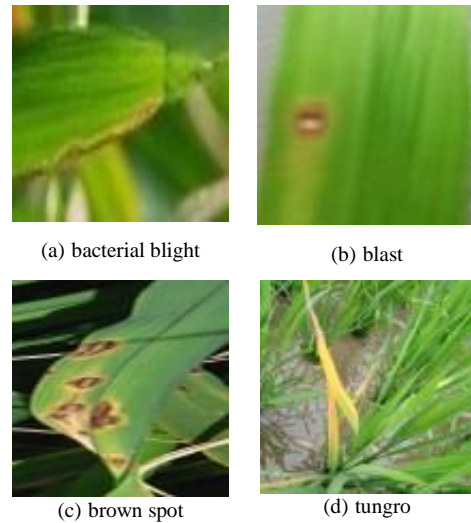 (a) bacterial blight
(b) blast
(c) brown spot
(d) tungro